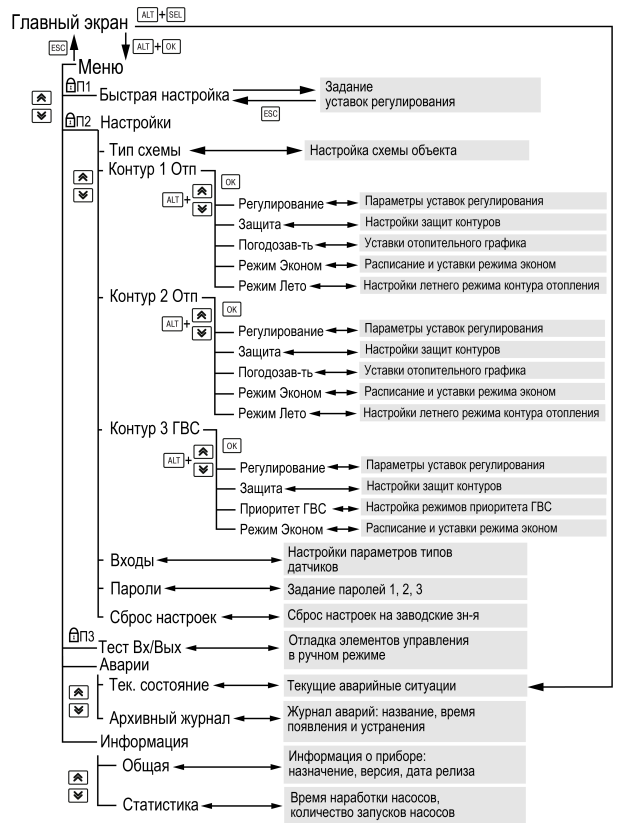 Главный экран
ALT + SEL
ESC
ALT + OK
Меню
П1
Быстрая настройка
ESC
Задание
уставок регулирования
П2
Настройки
Тип схемы
Настройка схемы объекта
Контур 1 Отп
OK
ALT +
Регулирование
Параметры уставок регулирования
Защита
Настройки защит контуров
Погодозав-ть
Уставки отопительного графика
Режим Эконом
Расписание и уставки режима эконом
Режим Лето
Настройки летнего режима контура отопления
Контур 2 Отп
OK
ALT +
Регулирование
Параметры уставок регулирования
Защита
Настройки защит контуров
Погодозав-ть
Уставки отопительного графика
Режим Эконом
Расписание и уставки режима эконом
Режим Лето
Настройки летнего режима контура отопления
Контур 3 ГВС
OK
ALT +
Регулирование
Параметры уставок регулирования
Защита
Настройки защит контуров
Приоритет ГВС
Настройка режимов приоритета ГВС
Режим Эконом
Расписание и уставки режима эконом
Входы
Настройки параметров типов
датчиков
Пароли
Задание паролей 1, 2, 3
Сброс настроек
Сброс настроек на заводские зн-я
П3
Тест Вх/Вых
Отладка элементов управления
в ручном режиме
Аварии
Тек. состояние
Текущие аварийные ситуации
Архивный журнал
Журнал аварий: название, время
появления и устранения
Информация
Общая
Информация о приборе:
назначение, версия, дата релиза
Статистика
Время наработки насосов,
количество запусков насосов